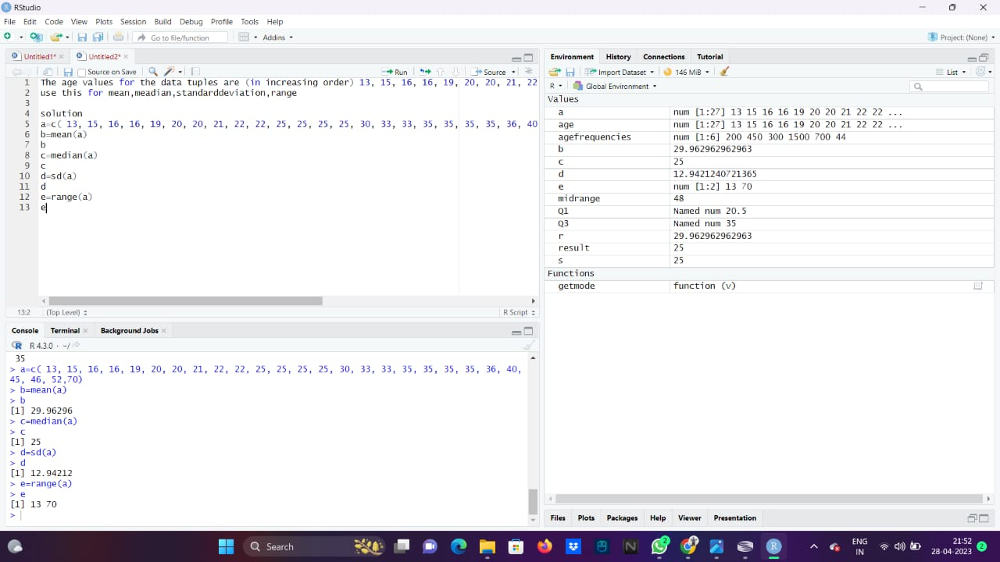 RStudio
File Edit Code View Plots Session Build Debug Profile Tools Help
Go to file/function Addins Project: (None)
Untitled1* Untitled2*
Source on Save Run Source
1 The age values for the data tuples are (in increasing order) 13, 15, 16, 16, 19, 20, 20, 21, 22
2 use this for mean,meadian,standarddeviation,range
3
4 solution
5 a=c( 13, 15, 16, 16, 19, 20, 20, 21, 22, 22, 25, 25, 25, 25, 30, 33, 33, 35, 35, 35, 35, 36, 40
6 b=mean(a)
7 b
8 c=median(a)
9 c
10 d=sd(a)
11 d
12 e=range(a)
13 e
13:2 (Top Level) R Script
Console Terminal Background Jobs
R 4.3.0 · ~/
35
> a=c( 13, 15, 16, 16, 19, 20, 20, 21, 22, 22, 25, 25, 25, 25, 30, 33, 33, 35, 35, 35, 35, 36, 40,
45, 46, 52,70)
> b=mean(a)
> b
[1] 29.96296
> c=median(a)
> c
[1] 25
> d=sd(a)
> d
[1] 12.94212
> e=range(a)
> e
[1] 13 70
>
Environment History Connections Tutorial
Import Dataset 146 MiB List
R Global Environment
Values
a num [1:27] 13 15 16 16 19 20 20 21 22 22 ...
age num [1:27] 13 15 16 16 19 20 20 21 22 22 ...
agefrequencies num [1:6] 200 450 300 1500 700 44
b 29.962962962963
c 25
d 12.9421240721365
e num [1:2] 13 70
midrange 48
Q1 Named num 20.5
Q3 Named num 35
r 29.962962962963
result 25
s 25
Functions
getmode function (v)
Files Plots Packages Help Viewer Presentation
Search
2
ENG
IN
21:52
28-04-2023
2